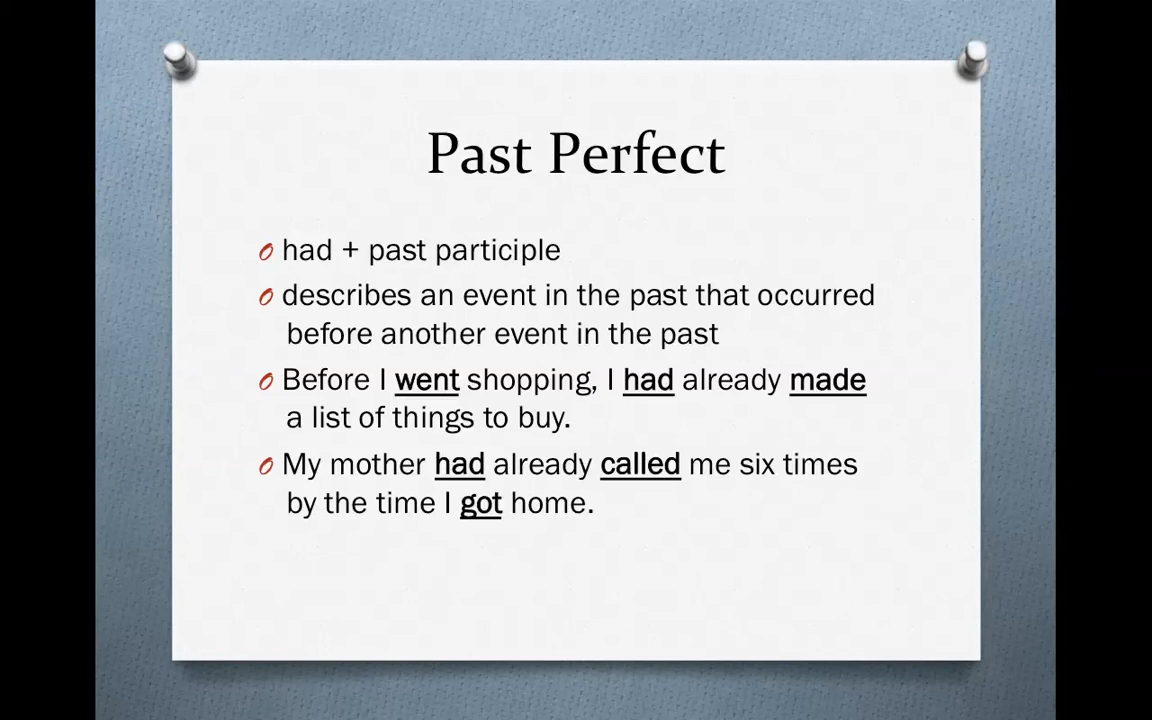 Past Perfect
had + past participle
describes an event in the past that occurred
before another event in the past
Before I went shopping, I had already made
a list of things to buy.
My mother had already called me six times
by the time I got home.